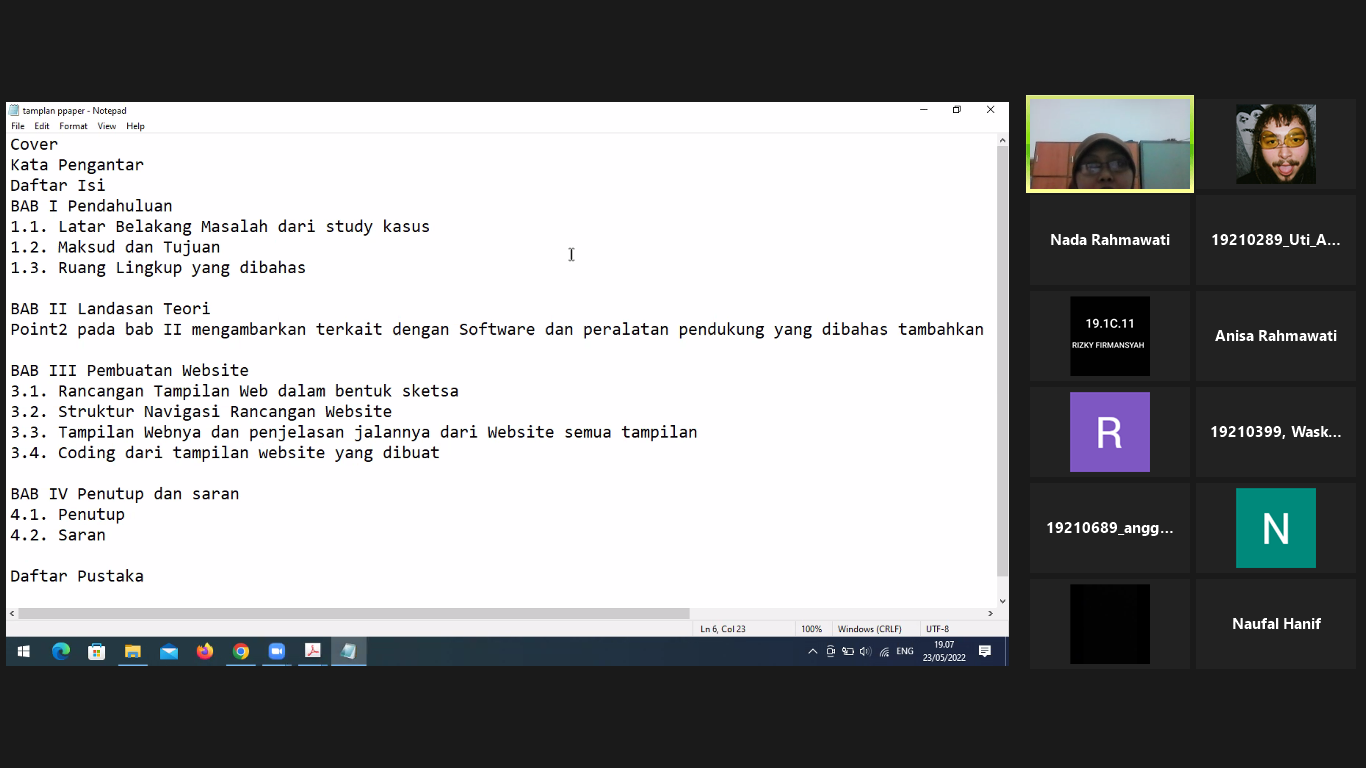 tamplan ppaper - Notepad
File Edit Format View Help
Cover
Kata Pengantar
Daftar Isi
BAB I Pendahuluan
1.1. Latar Belakang Masalah dari study kasus
1.2. Maksud dan Tujuan
1.3. Ruang Lingkup yang dibahas
BAB II Landasan Teori
Point2 pada bab II mengambarkan terkait dengan Software dan peralatan pendukung yang dibahas tambahkan
BAB III Pembuatan Website
3.1. Rancangan Tampilan Web dalam bentuk sketsa
3.2. Struktur Navigasi Rancangan Website
3.3. Tampilan Webnya dan penjelasan jalannya dari Website semua tampilan
3.4. Coding dari tampilan website yang dibuat
BAB IV Penutup dan saran
4.1. Penutup
4.2. Saran
Daftar Pustaka
Ln 6, Col 23 100% Windows (CRLF) UTF-8
ENG
19.07
23/05/2022
Nada Rahmawati
19210289_Uti_A...
19.1C.11
RIZKY FIRMANSYAH
Anisa Rahmawati
R
19210399, Wask...
19210689_angg...
N
Naufal Hanif